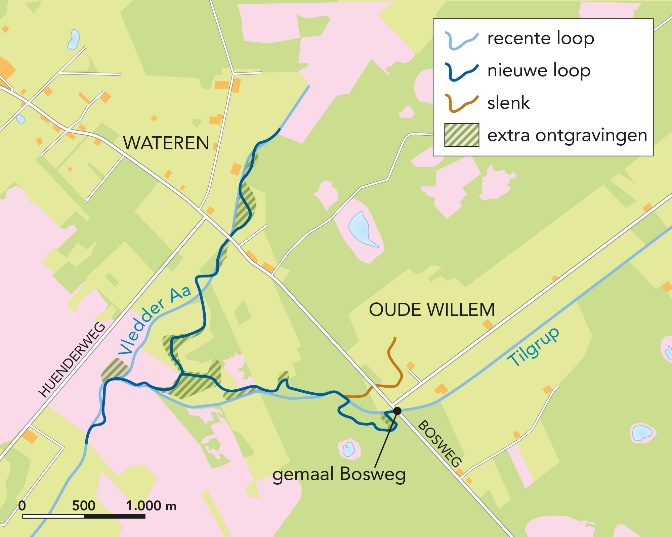 recente loop
nieuwe loop
slenk
extra ontgravingen
WATEREN
Vledder Aa
HUENDERWEG
OUDE WILLEM
Tilgrup
BOSWEG
gemaal Bosweg
0 500 1.000 m